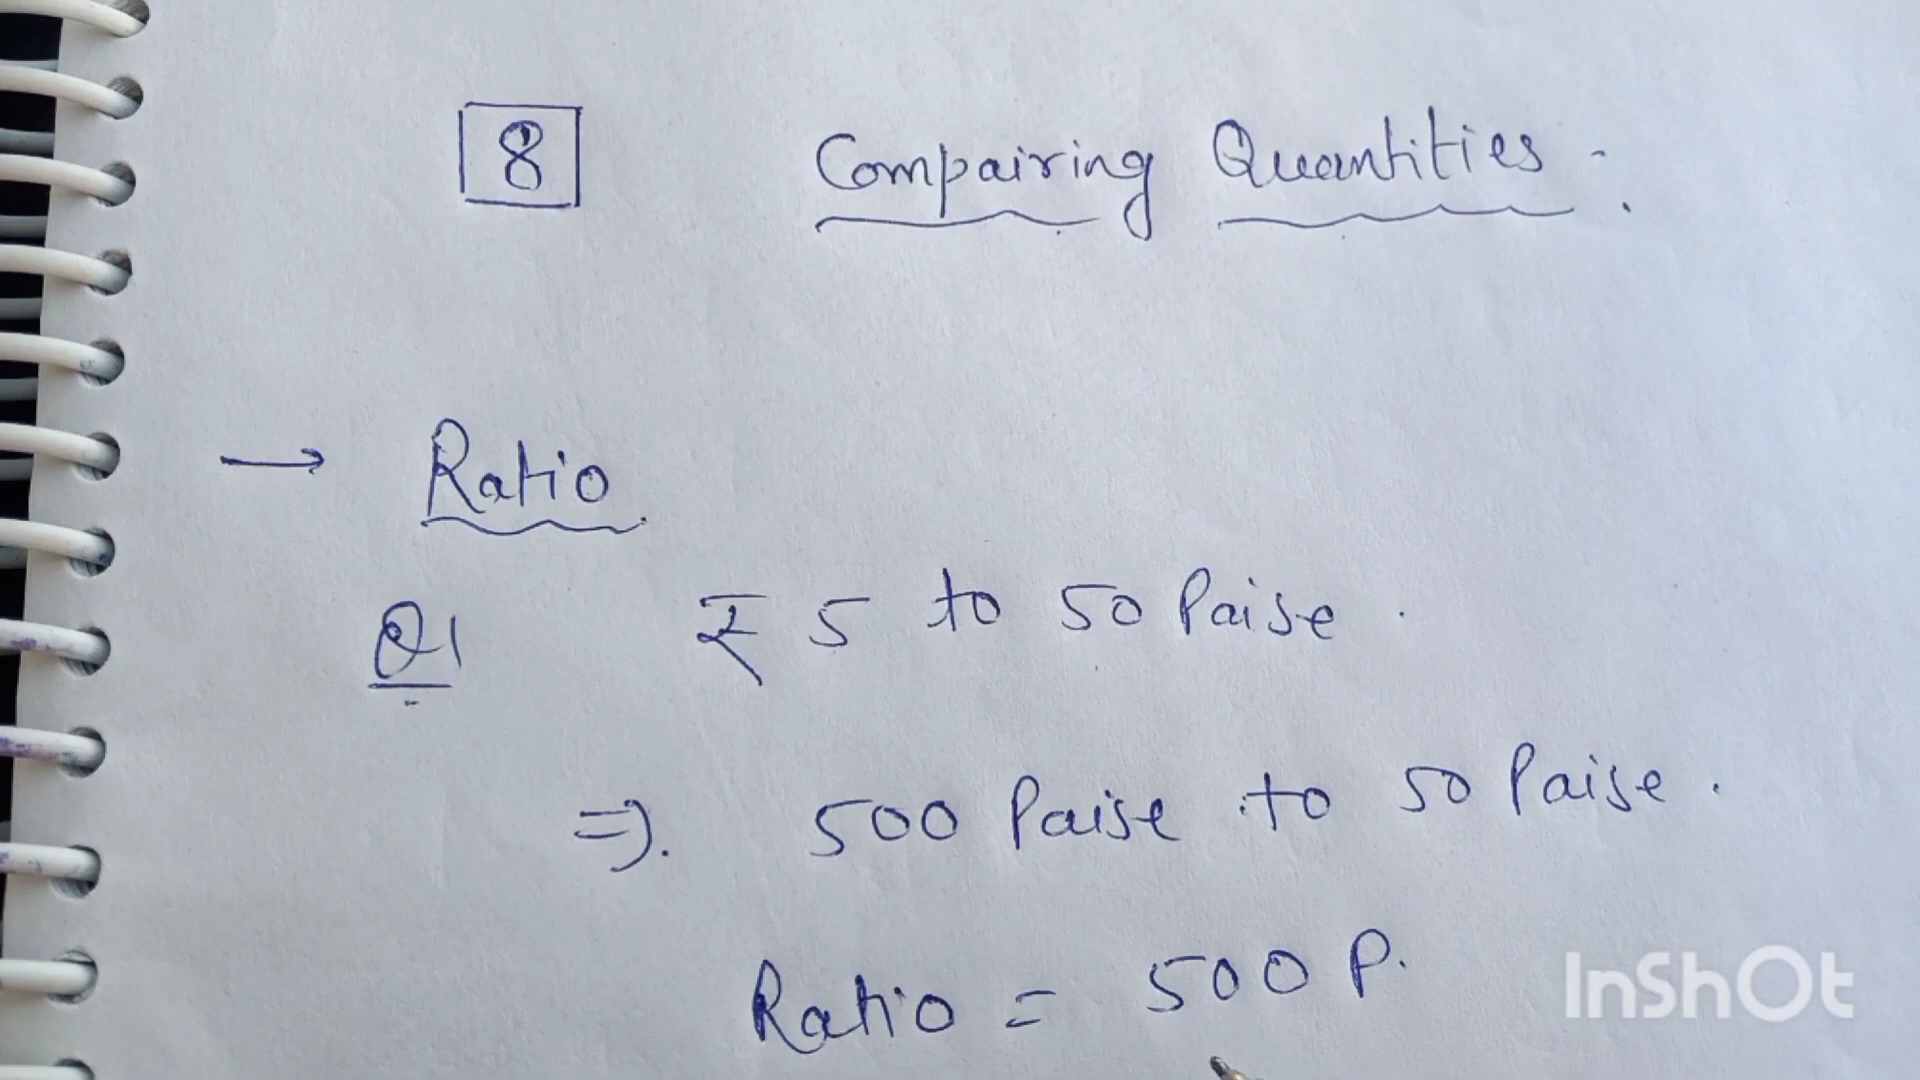 8 Compairing Quantities.
→ Ratio
Q1 ₹ 5 to 50 Paise.
⇒ 500 Paise to 50 Paise.
Ratio = 500 P.
InShOt